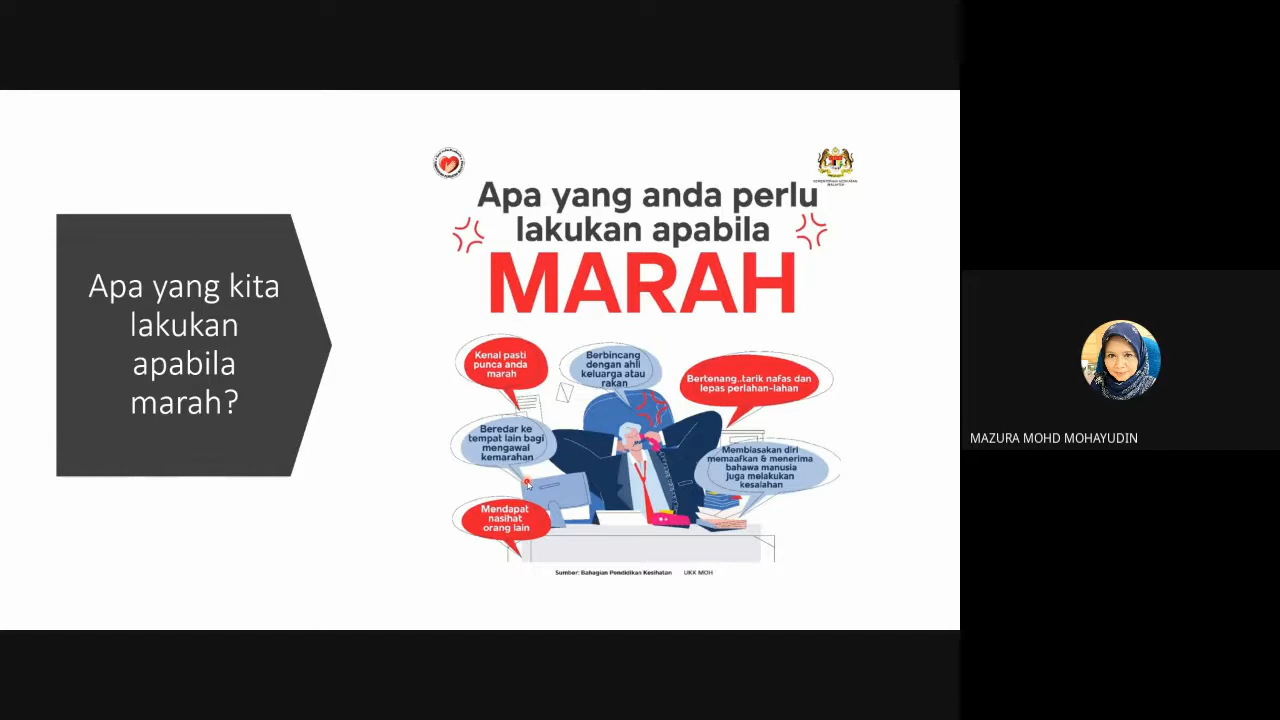 Apa yang kita
lakukan
apabila
marah?
KEMENTERIAN KESIHATAN
MALAYSIA
Apa yang anda perlu
lakukan apabila
MARAH
Kenal pasti
punca anda
marah
Berbincang
dengan ahli
keluarga atau
rakan
Bertenang..tarik nafas dan
lepas perlahan-lahan
Beredar ke
tempat lain bagi
mengawal
kemarahan
Membiasakan diri
memaafkan & menerima
bahawa manusia
juga melakukan
kesalahan
Mendapat
nasihat
orang lain
Sumber: Bahagian Pendidikan Kesihatan UKK MOH
MAZURA MOHD MOHAYUDIN